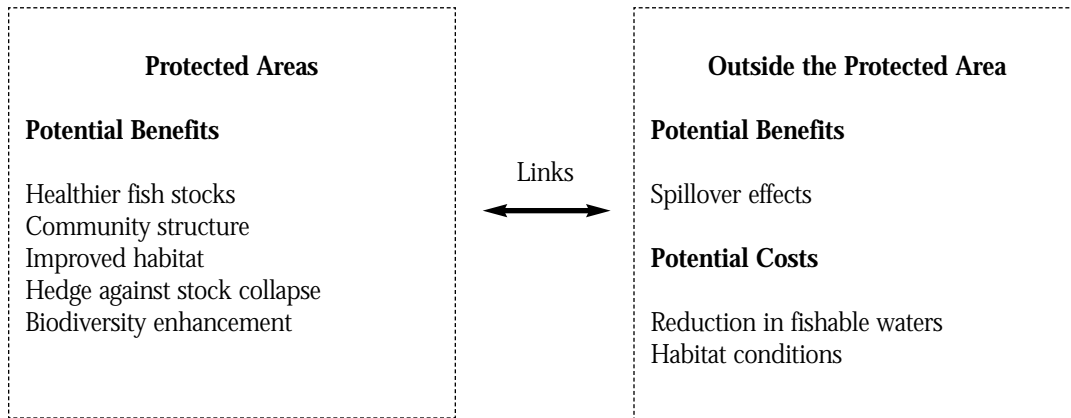 Protected Areas
Potential Benefits
Healthier fish stocks
Community structure
Improved habitat
Hedge against stock collapse
Biodiversity enhancement
Links
Outside the Protected Area
Potential Benefits
Spillover effects
Potential Costs
Reduction in fishable waters
Habitat conditions